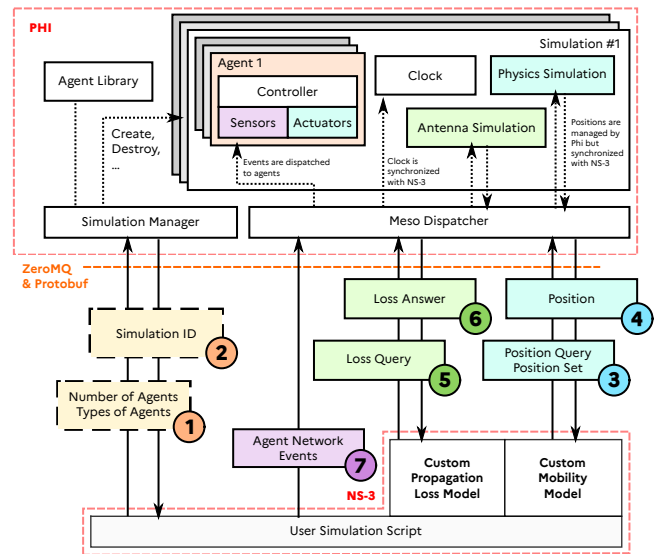 PHI
Simulation #1
Agent Library
Agent 1
Controller
Sensors
Actuators
Clock
Physics Simulation
Antenna Simulation
Create,
Destroy,
...
Events are dispatched
to agents
Clock is
synchronized
with NS-3
Positions are
managed by
Phi but
synchronized
with NS-3
Simulation Manager
Meso Dispatcher
ZeroMQ
& Protobuf
Loss Answer
6
Position
4
Simulation ID
2
Loss Query
5
Position Query
Position Set
3
Number of Agents
Types of Agents
1
Agent Network
Events
7
NS-3
Custom
Propagation
Loss Model
Custom
Mobility
Model
User Simulation Script